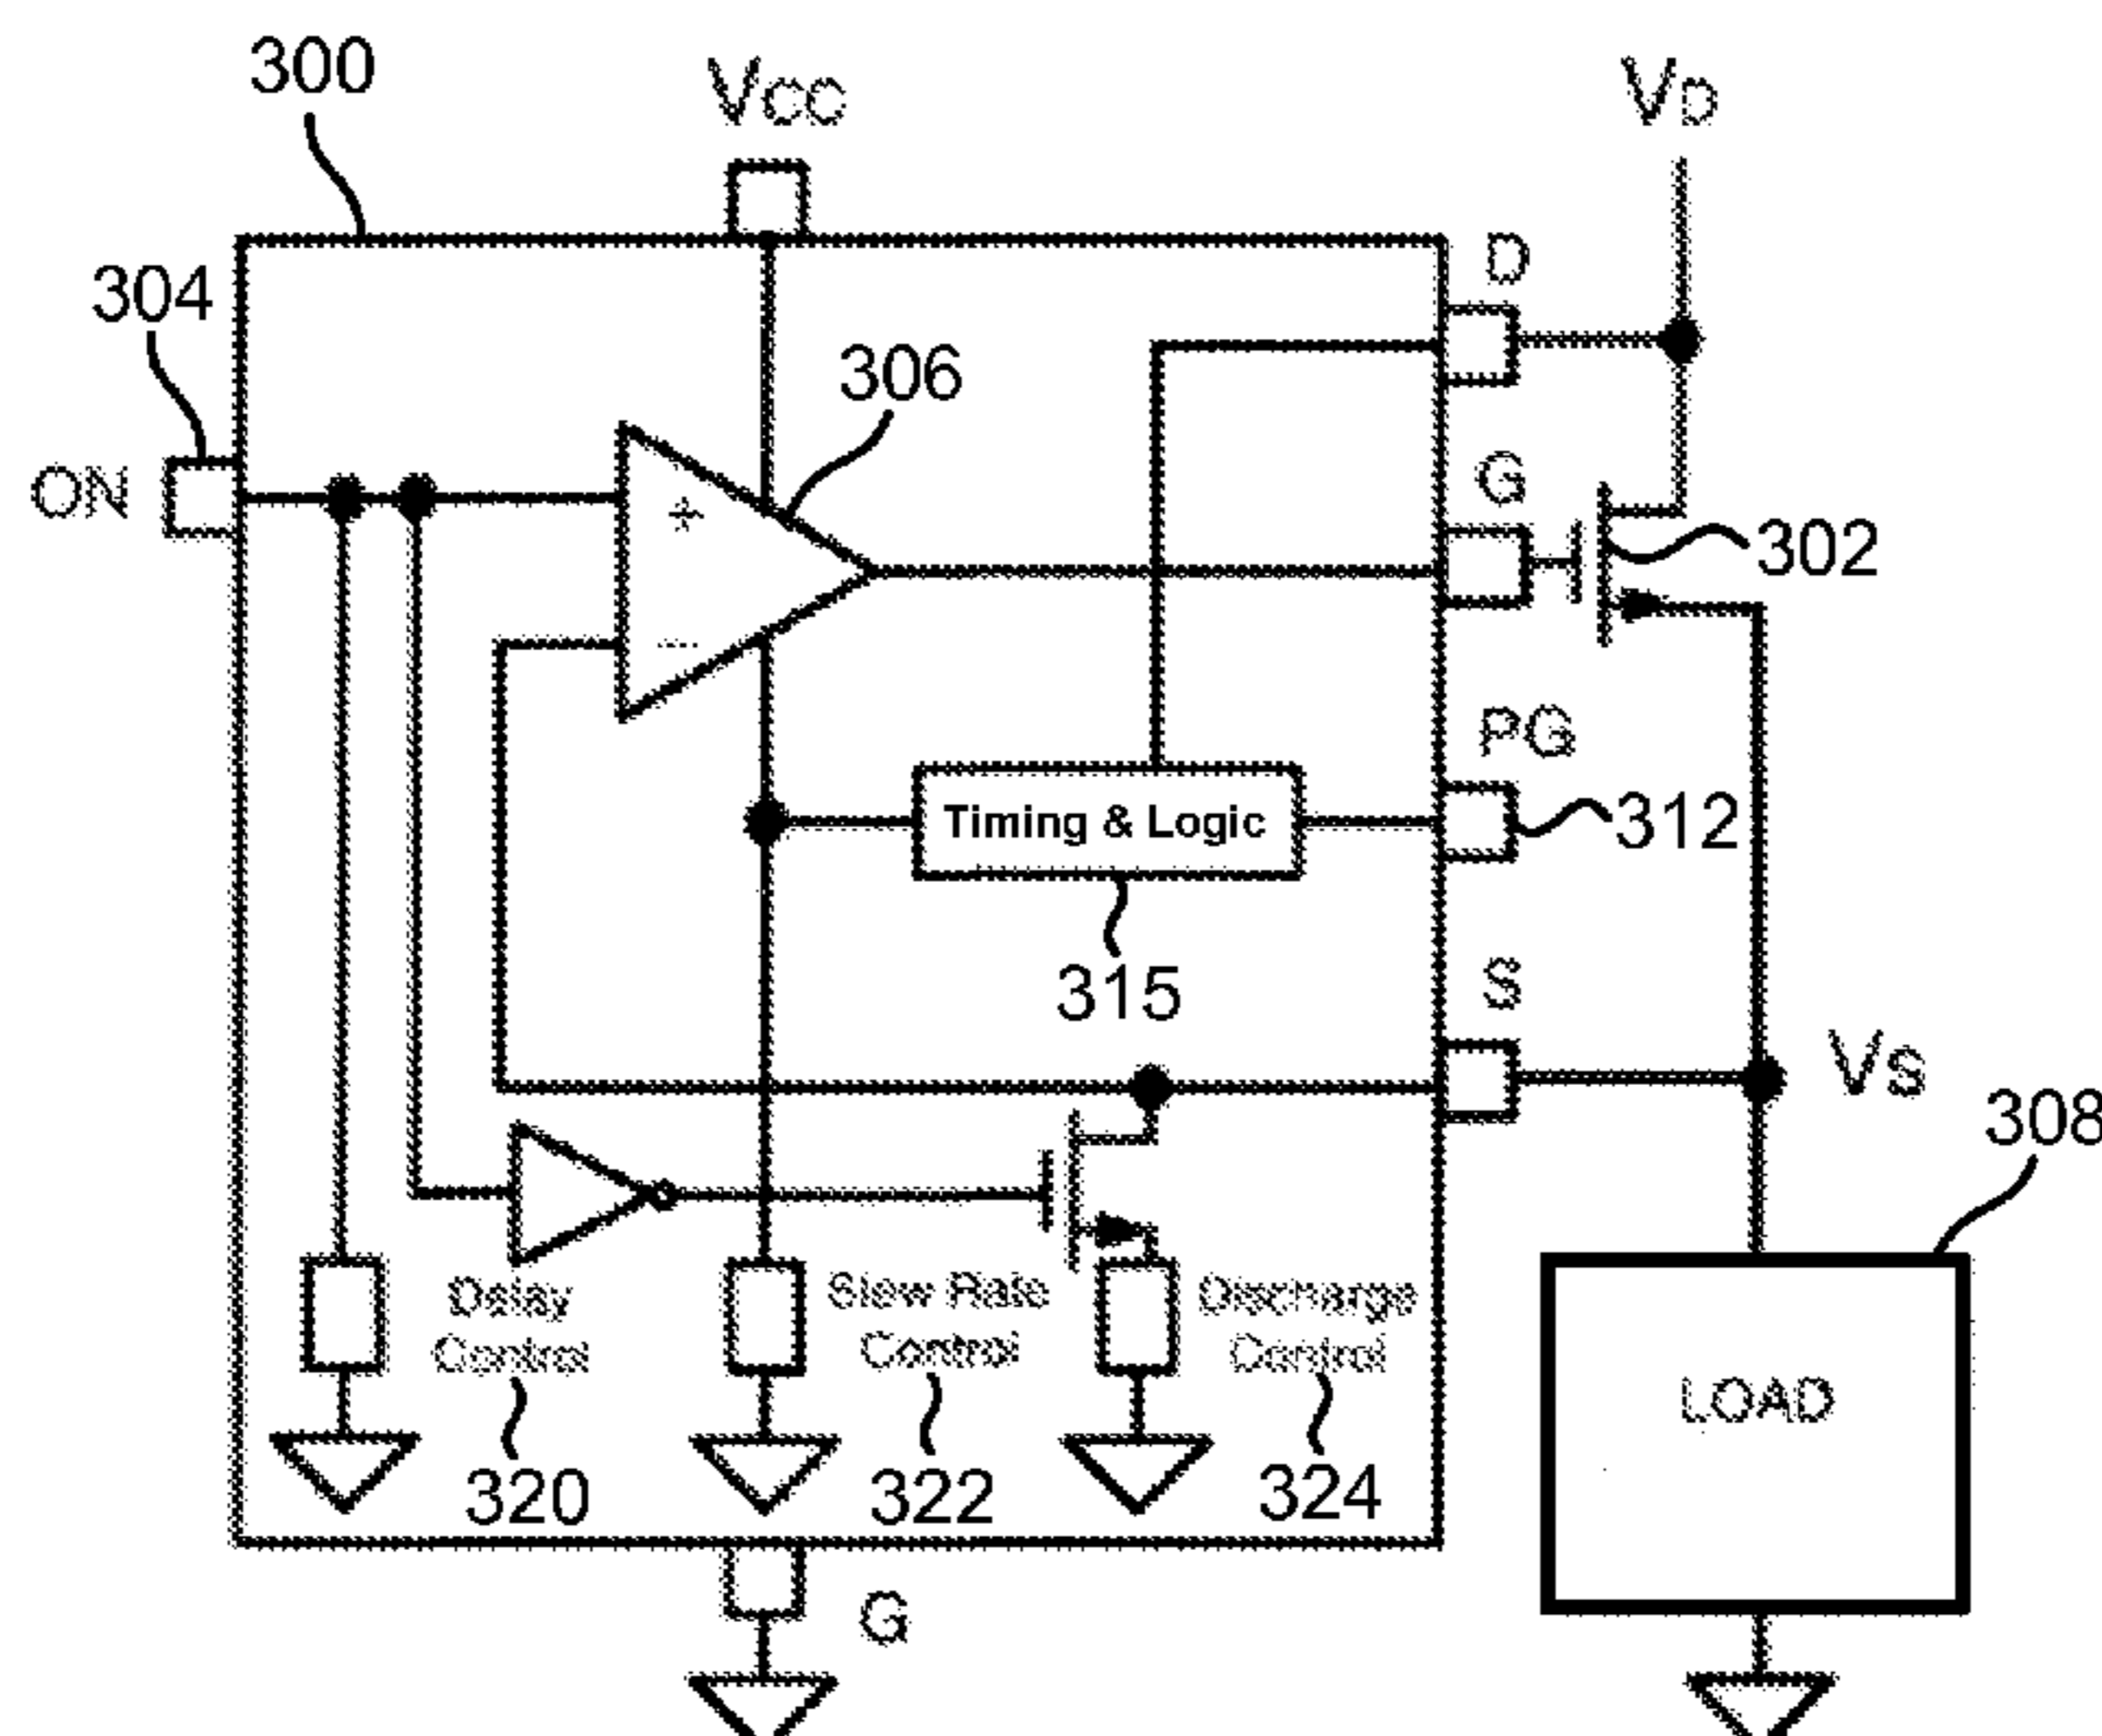 300
VCC
VD
304
D
306
ON
+
G
302
-
PG
Timing & Logic
312
315
S
VS
308
Delay
Control
Slew Rate
Control
Discharge
Control
LOAD
320
322
324
G